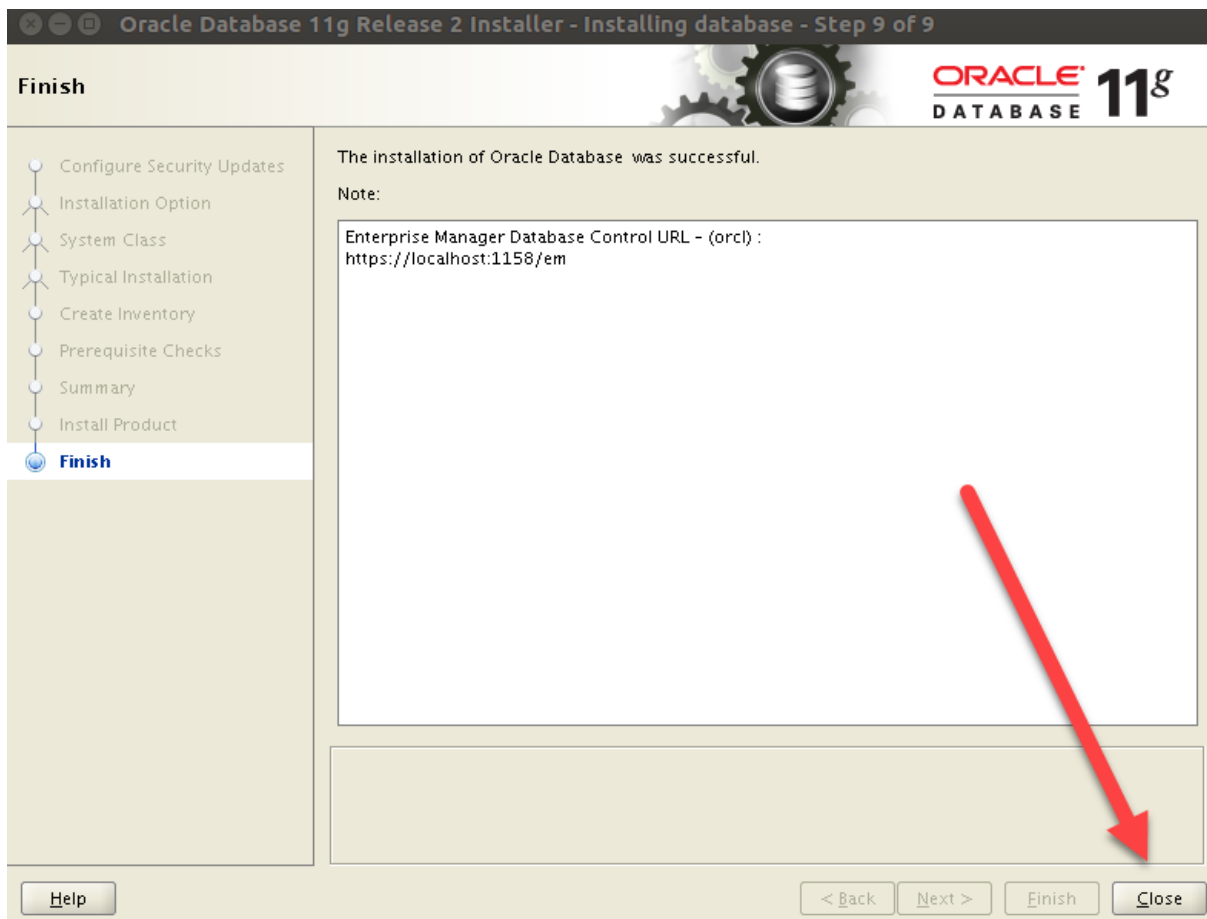 Oracle Database 11g Release 2 Installer - Installing database - Step 9 of 9
Finish
ORACLE
DATABASE
11g
Configure Security Updates
Installation Option
System Class
Typical Installation
Create Inventory
Prerequisite Checks
Summary
Install Product
Finish
The installation of Oracle Database  was successful.
Note:
Enterprise Manager Database Control URL - (orcl) :
https://localhost:1158/em
Help
< Back
Next >
Finish
Close